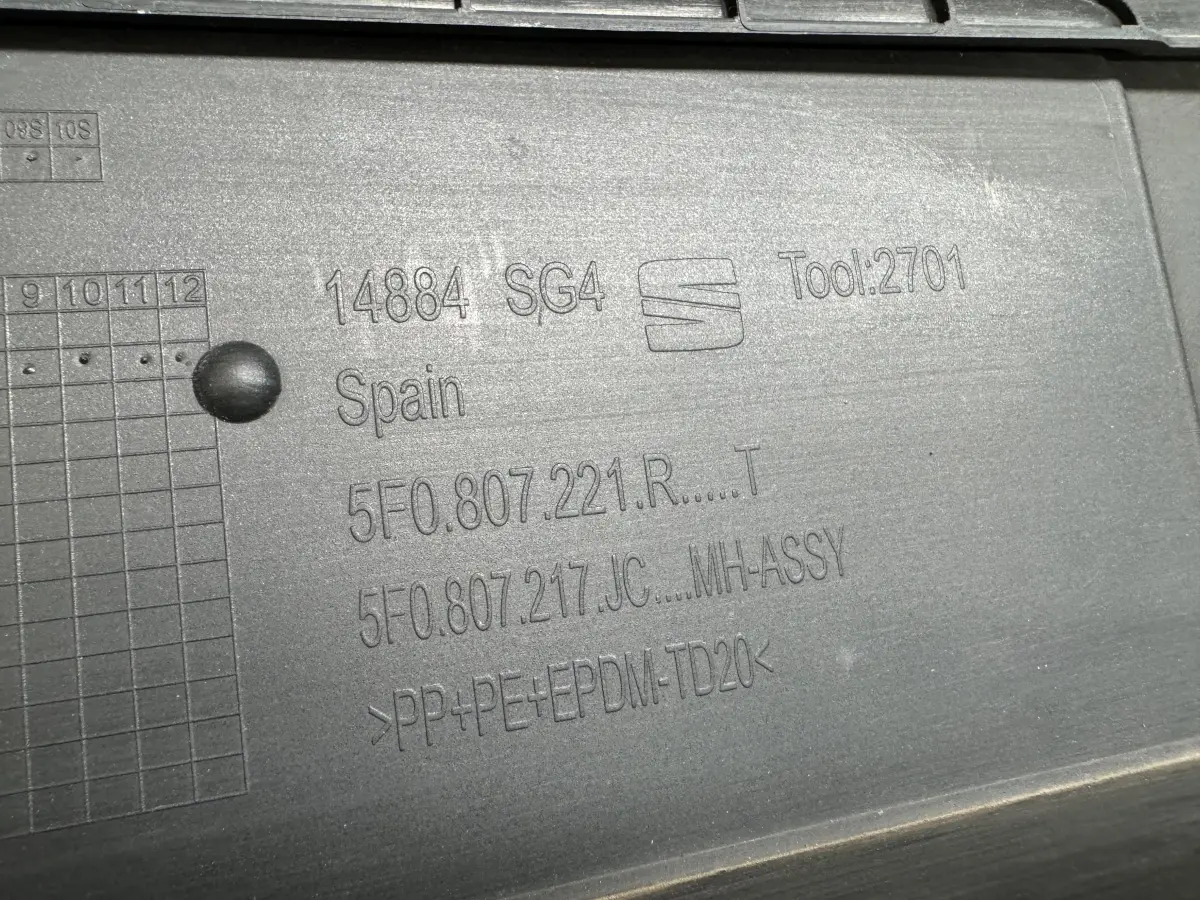 09S 10S
9 10 11 12
14884 SG4 Tool:2701
Spain
5F0.807.221.R.....T
5F0.807.217.JC....MH-ASSY
>PP+PE+EPDM-TD20<